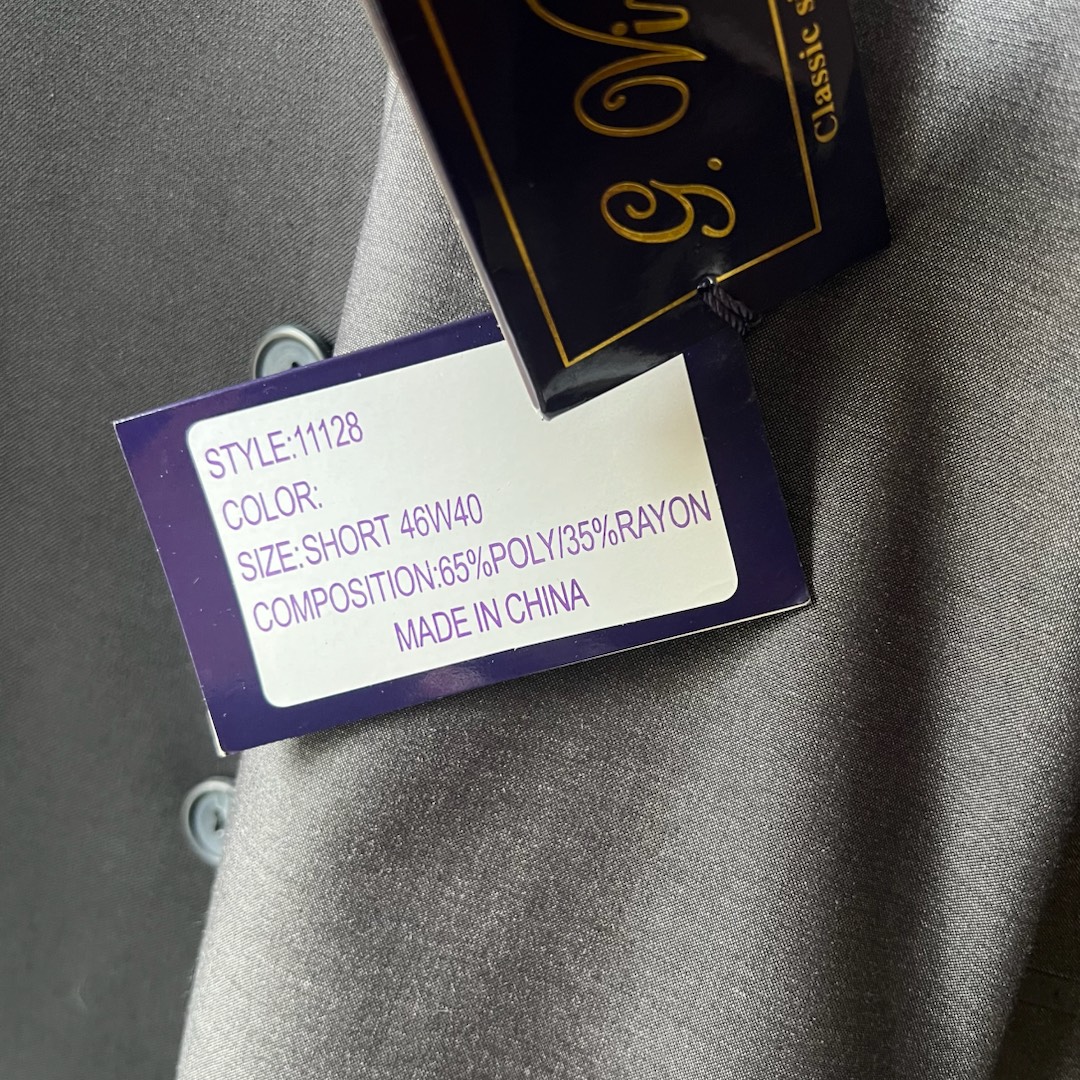 G.
Classic
STYLE:11128
COLOR:
SIZE:SHORT 46W40
COMPOSITION:65%POLY/35%RAYON
MADE IN CHINA